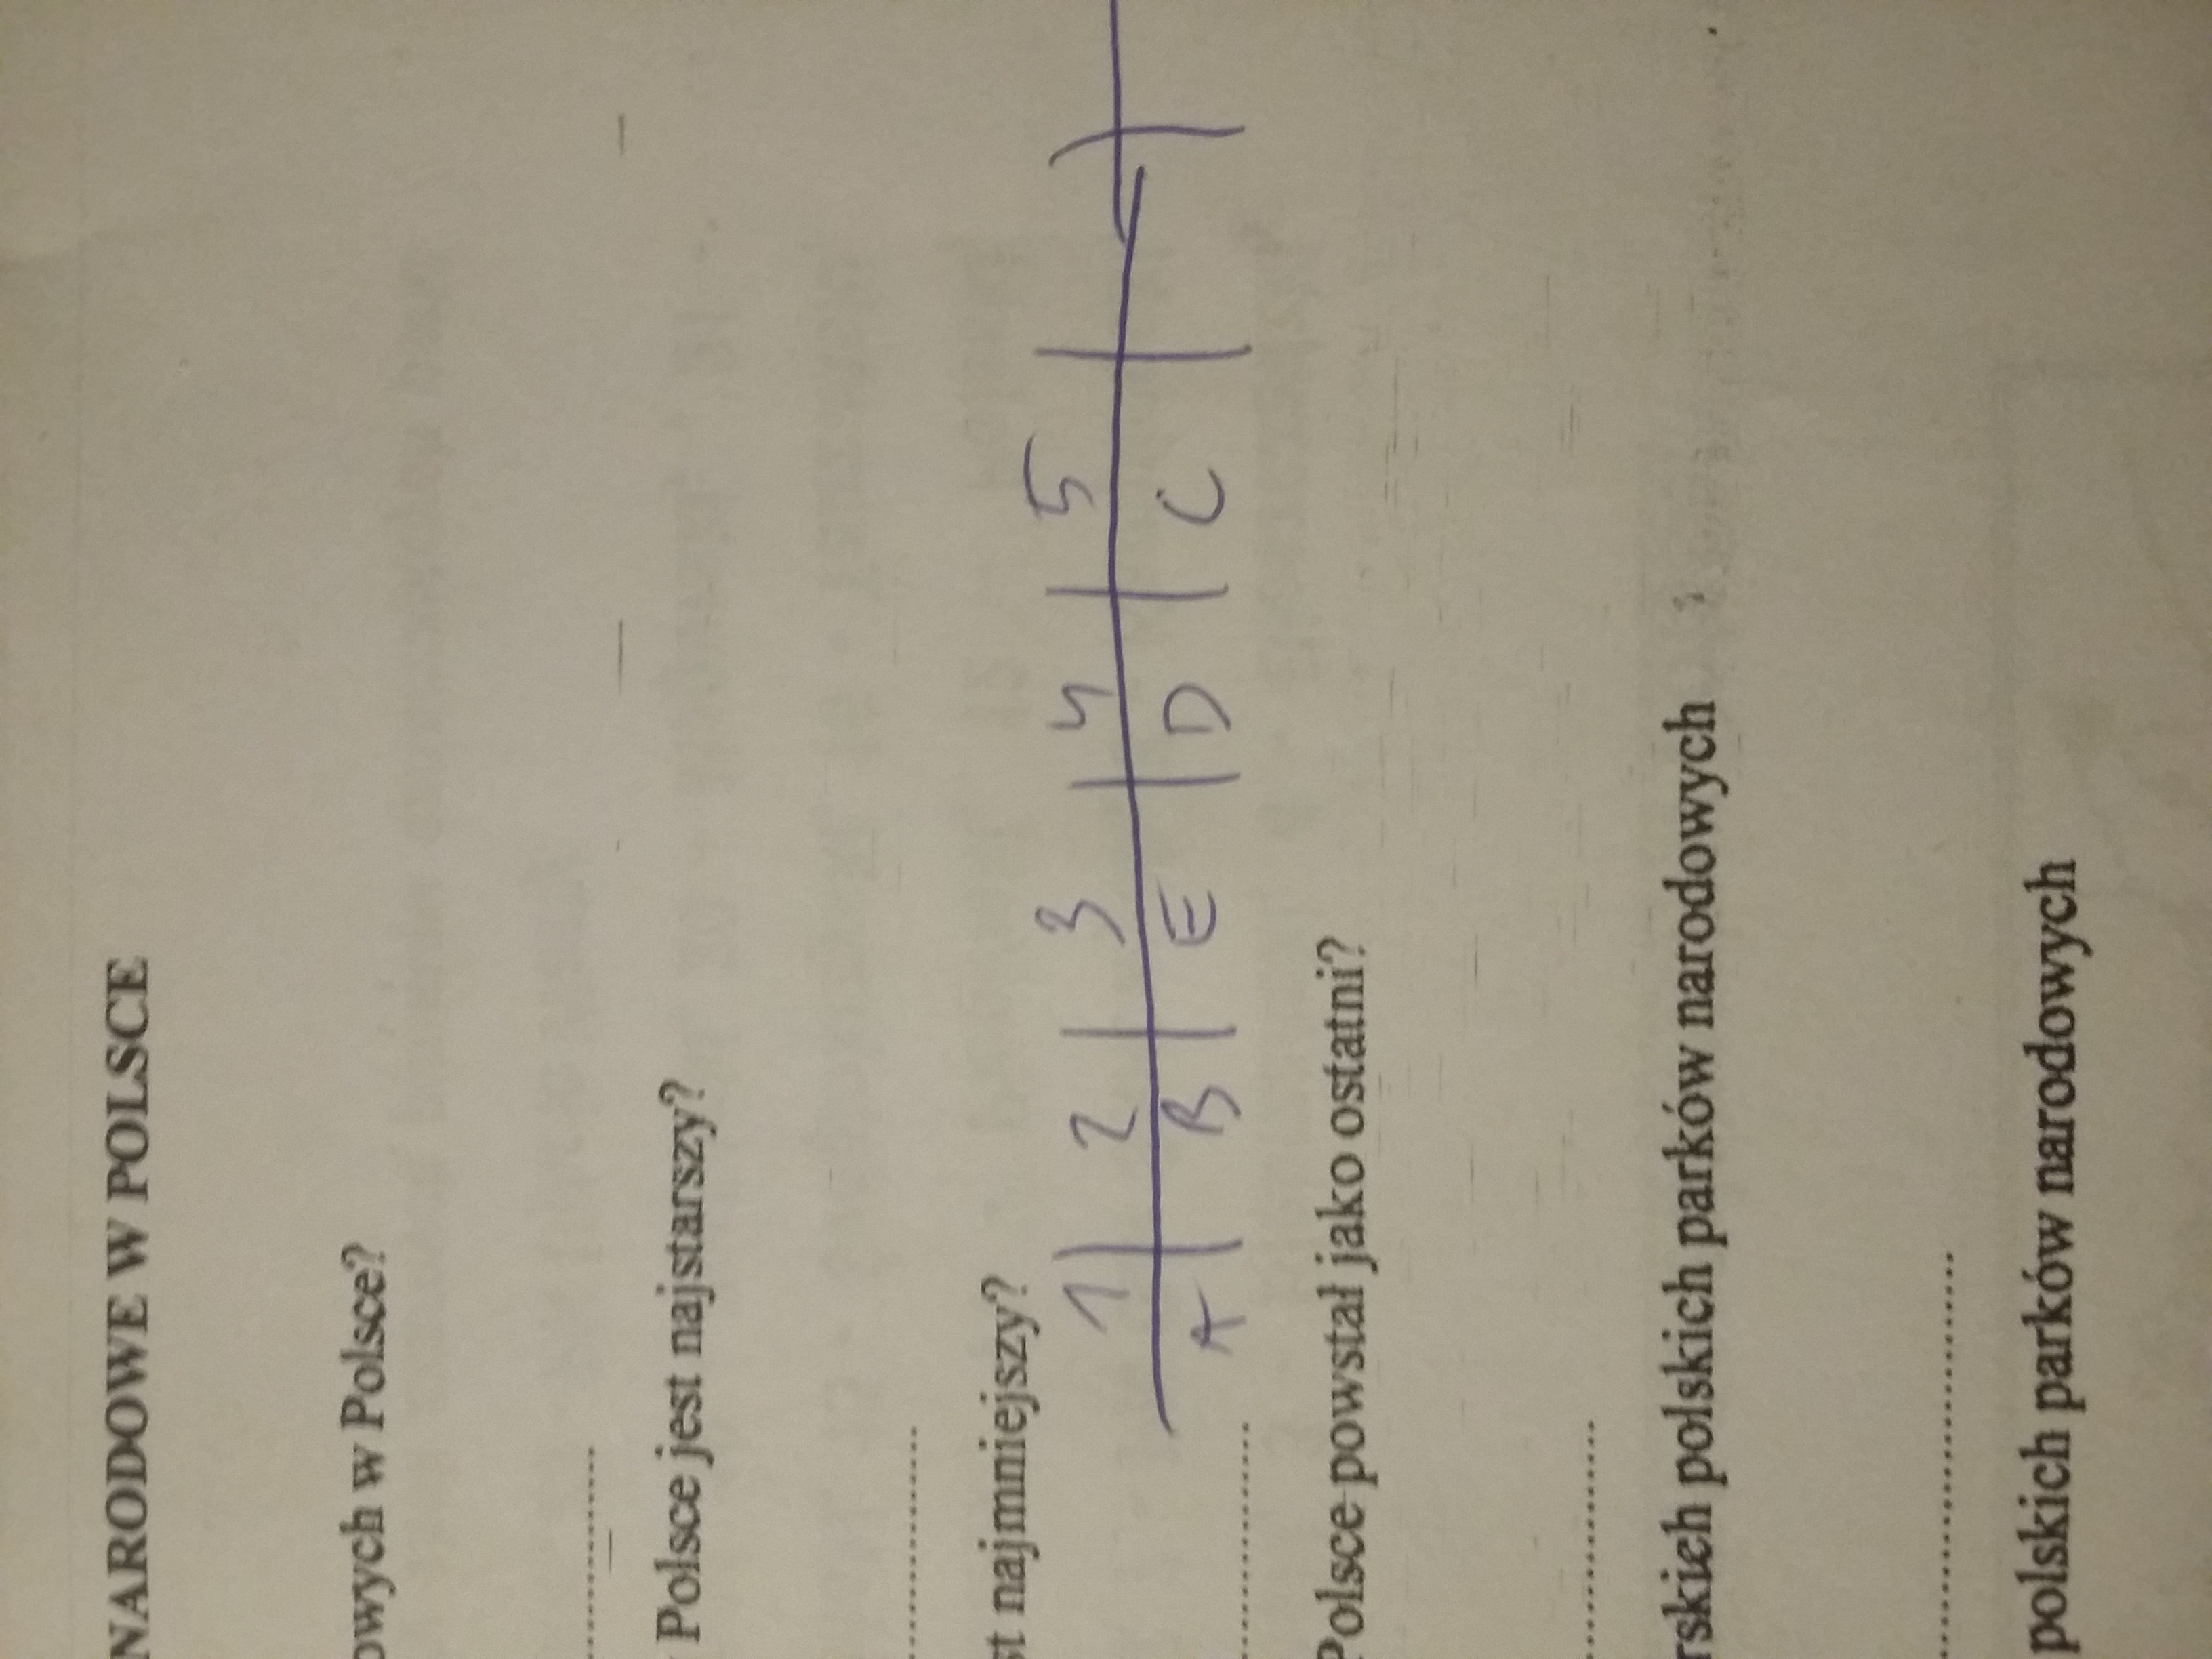 NARODOWE W POLSCE
owych w Polsce?
....................
Polsce jest najstarszy?
....................
st najmniejszy?
1 2 3 4 5
A B E D C
....................
Polsce powstał jako ostatni?
....................
rskich polskich parków narodowych
....................
polskich parków narodowych